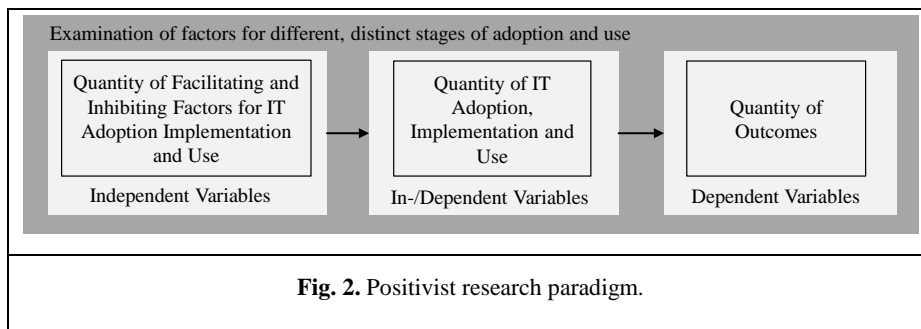 Examination of factors for different, distinct stages of adoption and use
Quantity of Facilitating and
Inhibiting Factors for IT
Adoption Implementation
and Use
Independent Variables
Quantity of IT
Adoption,
Implementation and
Use
In-/Dependent Variables
Quantity of
Outcomes
Dependent Variables
Fig. 2. Positivist research paradigm.